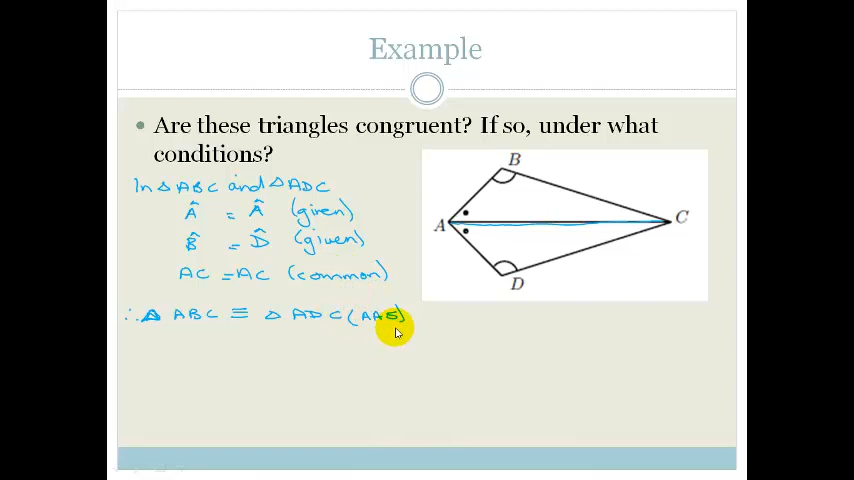 Example
Are these triangles congruent? If so, under what
conditions?
In △ABC and △ADC
Â = Â (given)
B̂ = D̂ (given)
AC = AC (common)
∴ △ ABC ≡ △ ADC (AAS)
B
A
C
D